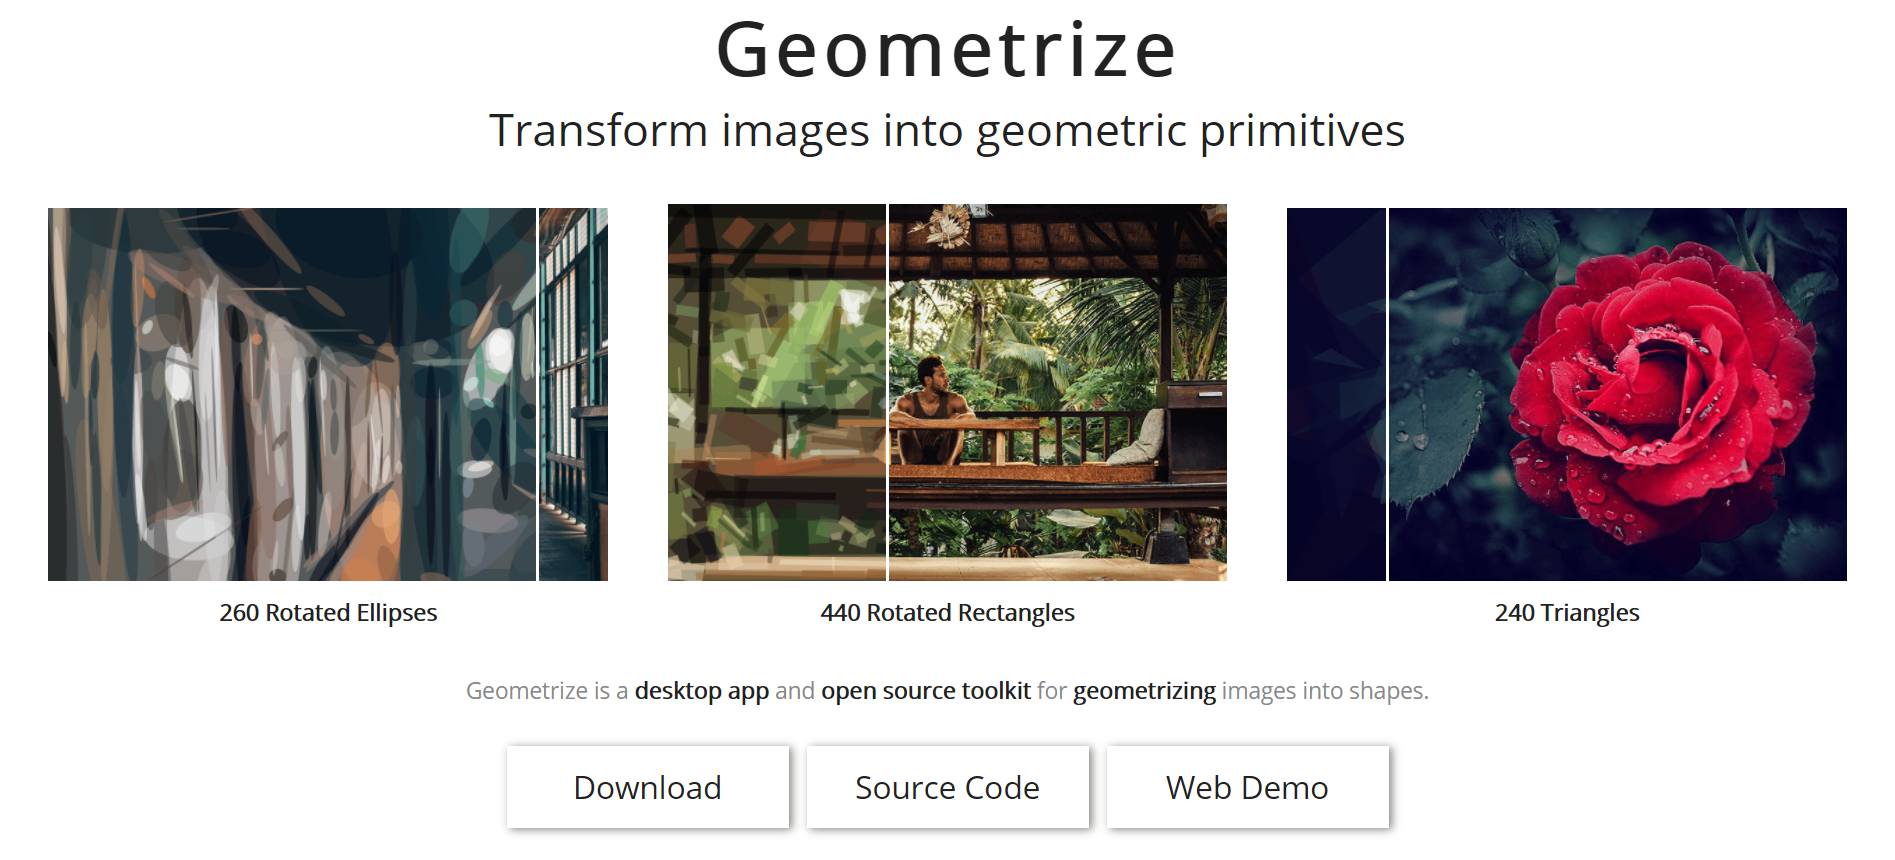 Geometrize
Transform images into geometric primitives
260 Rotated Ellipses
440 Rotated Rectangles
240 Triangles
Geometrize is a desktop app and open source toolkit for geometrizing images into shapes.
Download
Source Code
Web Demo